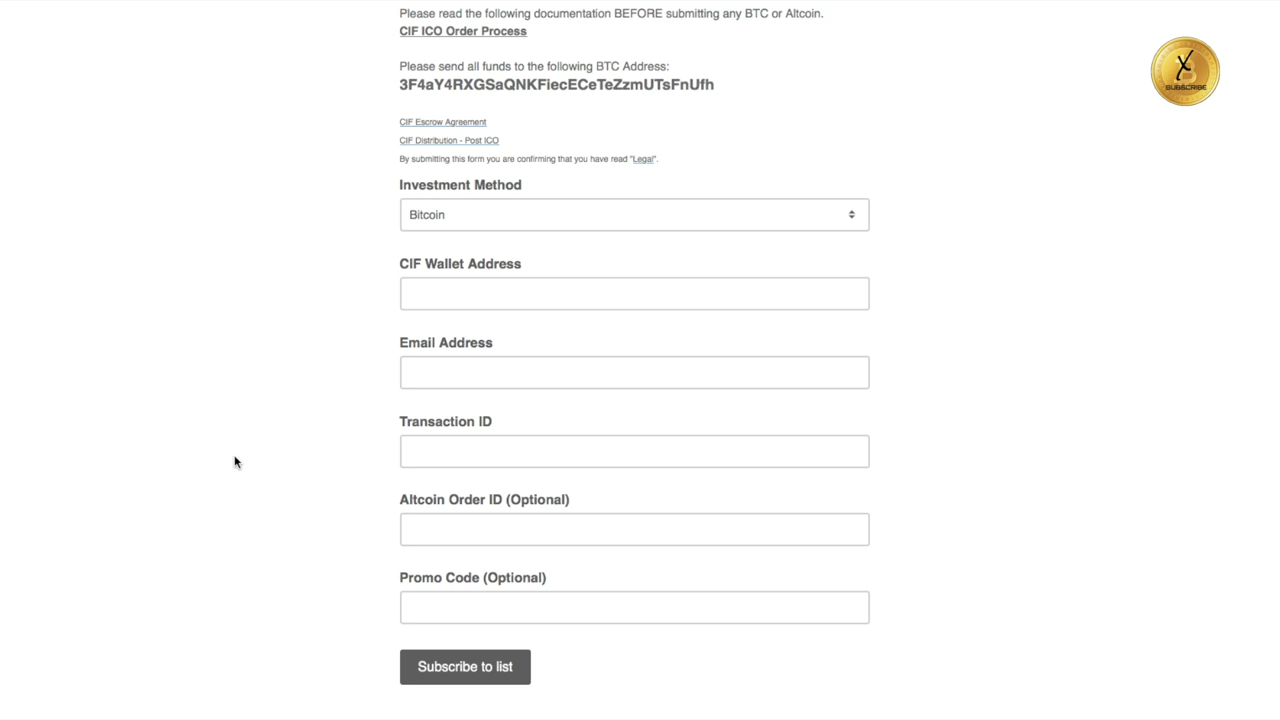 Please read the following documentation BEFORE submitting any BTC or Altcoin.
CIF ICO Order Process
Please send all funds to the following BTC Address:
3F4aY4RXGSaQNKFiecECeTeZzmUTsFnUfh
CIF Escrow Agreement
CIF Distribution - Post ICO
By submitting this form you are confirming that you have read "Legal".
Investment Method
Bitcoin
CIF Wallet Address
Email Address
Transaction ID
Altcoin Order ID (Optional)
Promo Code (Optional)
Subscribe to list
X
SUBSCRIBE